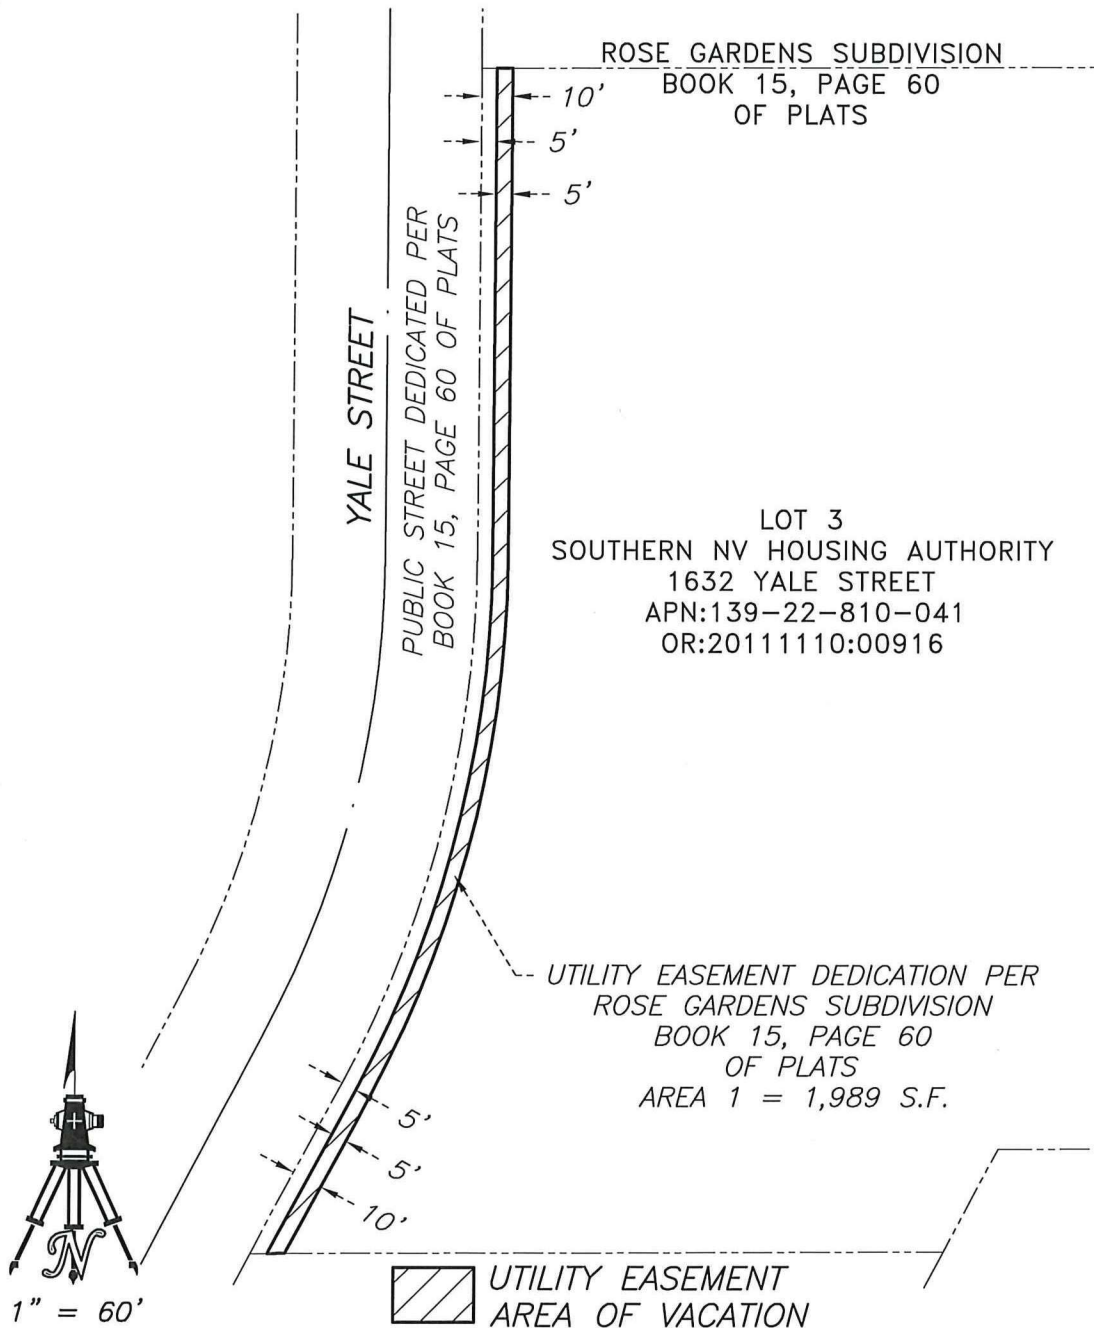 ROSE GARDENS SUBDIVISION
BOOK 15, PAGE 60
OF PLATS
10'
5'
5'
YALE STREET
PUBLIC STREET DEDICATED PER
BOOK 15, PAGE 60 OF PLATS
LOT 3
SOUTHERN NV HOUSING AUTHORITY
1632 YALE STREET
APN:139-22-810-041
OR:20111110:00916
UTILITY EASEMENT DEDICATION PER
ROSE GARDENS SUBDIVISION
BOOK 15, PAGE 60
OF PLATS
AREA 1 = 1,989 S.F.
5'
5'
10'
N
1" = 60'
UTILITY EASEMENT
AREA OF VACATION